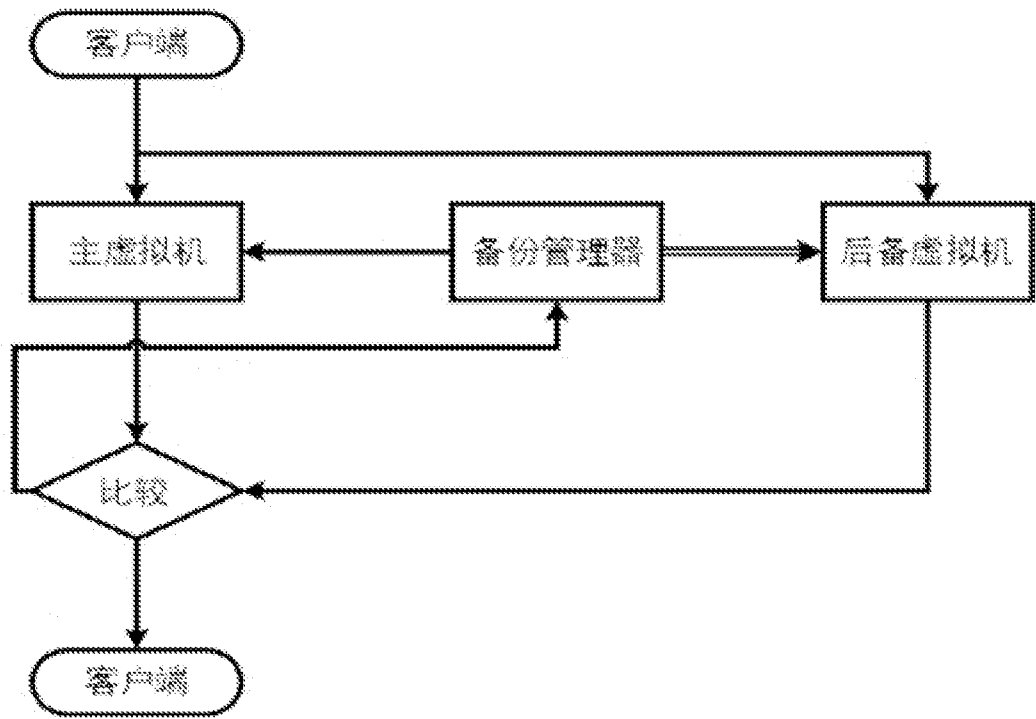 客户端
主虚拟机
备份管理器
后备虚拟机
比较
客户端